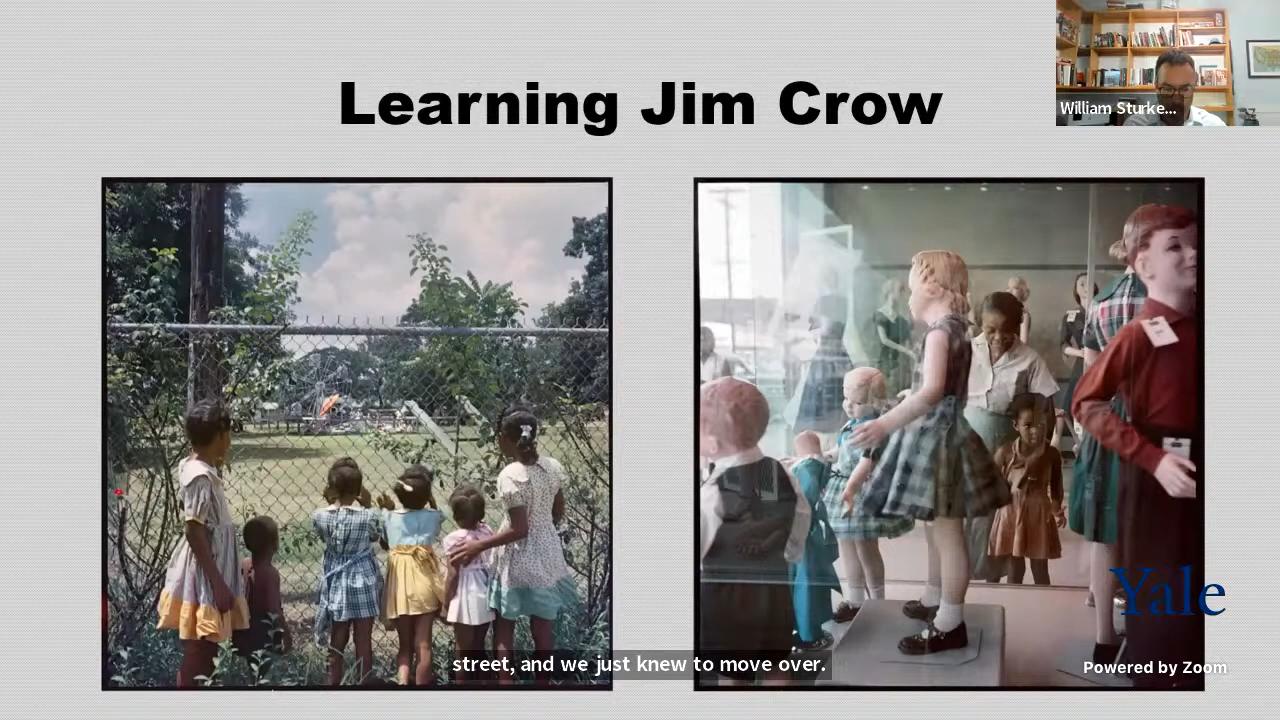 Learning Jim Crow
William Sturke...
Yale
street, and we just knew to move over.
Powered by Zoom